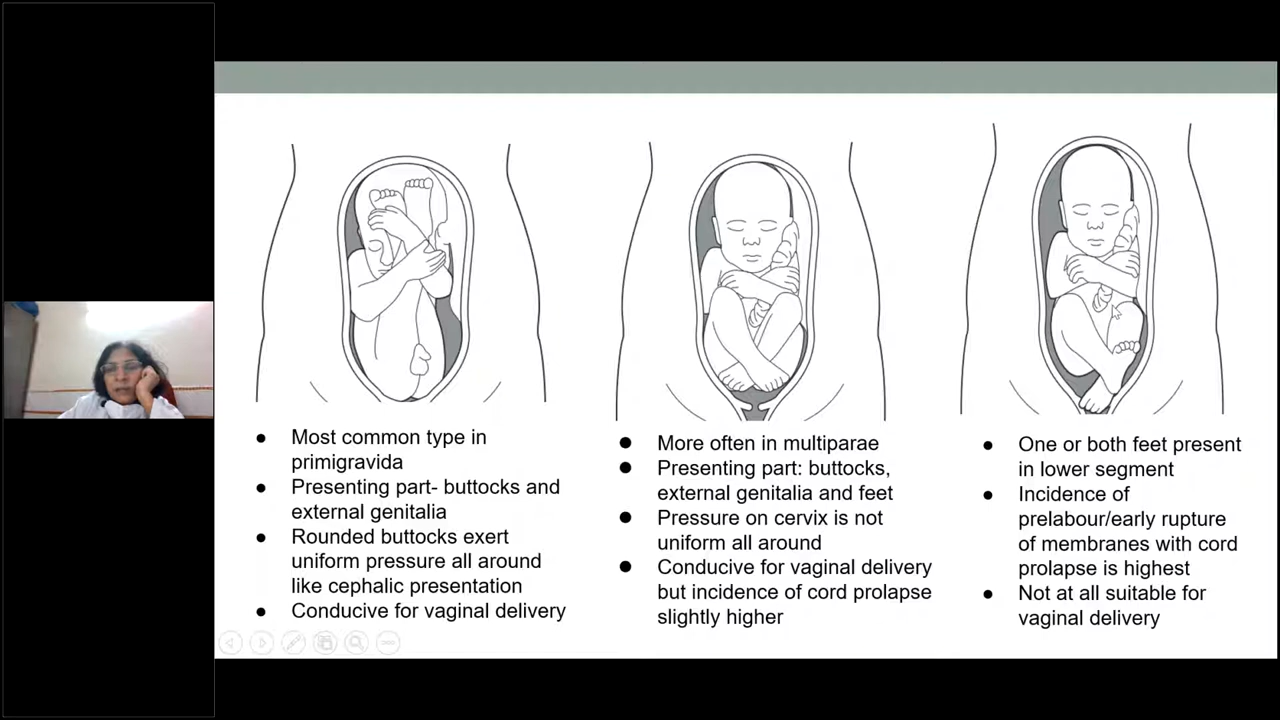 ● Most common type in
primigravida
● Presenting part- buttocks and
external genitalia
● Rounded buttocks exert
uniform pressure all around
like cephalic presentation
● Conducive for vaginal delivery
● More often in multiparae
● Presenting part: buttocks,
external genitalia and feet
● Pressure on cervix is not
uniform all around
● Conducive for vaginal delivery
but incidence of cord prolapse
slightly higher
● One or both feet present
in lower segment
● Incidence of
prelabour/early rupture
of membranes with cord
prolapse is highest
● Not at all suitable for
vaginal delivery